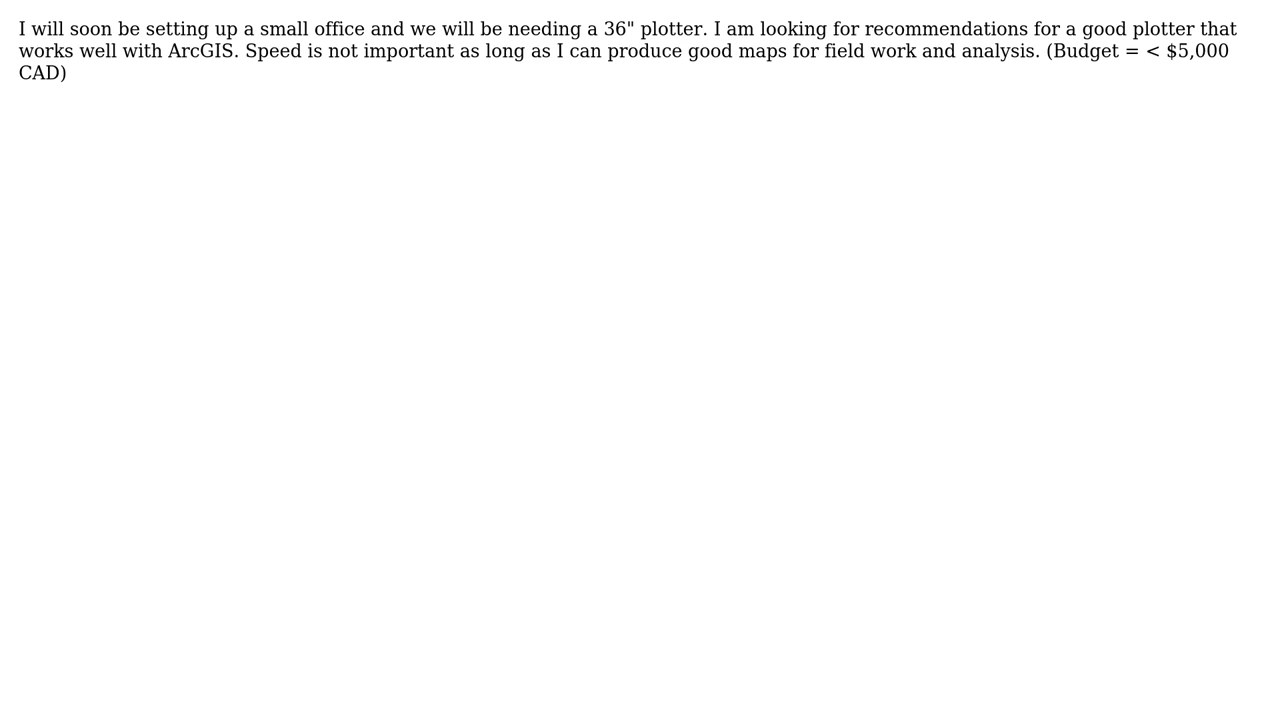 I will soon be setting up a small office and we will be needing a 36" plotter. I am looking for recommendations for a good plotter that
works well with ArcGIS. Speed is not important as long as I can produce good maps for field work and analysis. (Budget = < $5,000
CAD)